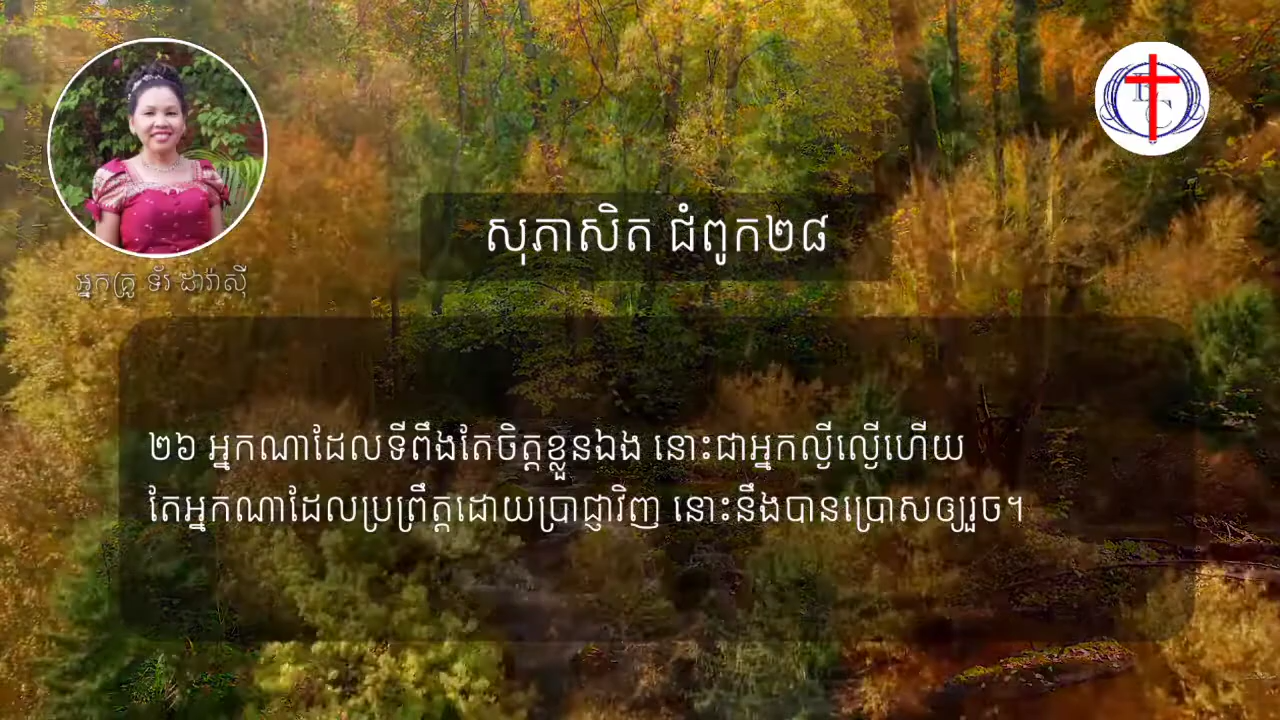 អ្នកគ្រូ ទ័រ ដារ៉ាស៊ី
សុភាសិត ជំពូក២៨
២៦ អ្នកណាដែលទីពឹងតែចិត្តខ្លួនឯង នោះជាអ្នកល្ងីល្ងើហើយ
តែអ្នកណាដែលប្រព្រឹត្តដោយប្រាជ្ញាវិញ នោះនឹងបានប្រោសឲ្យរួច។